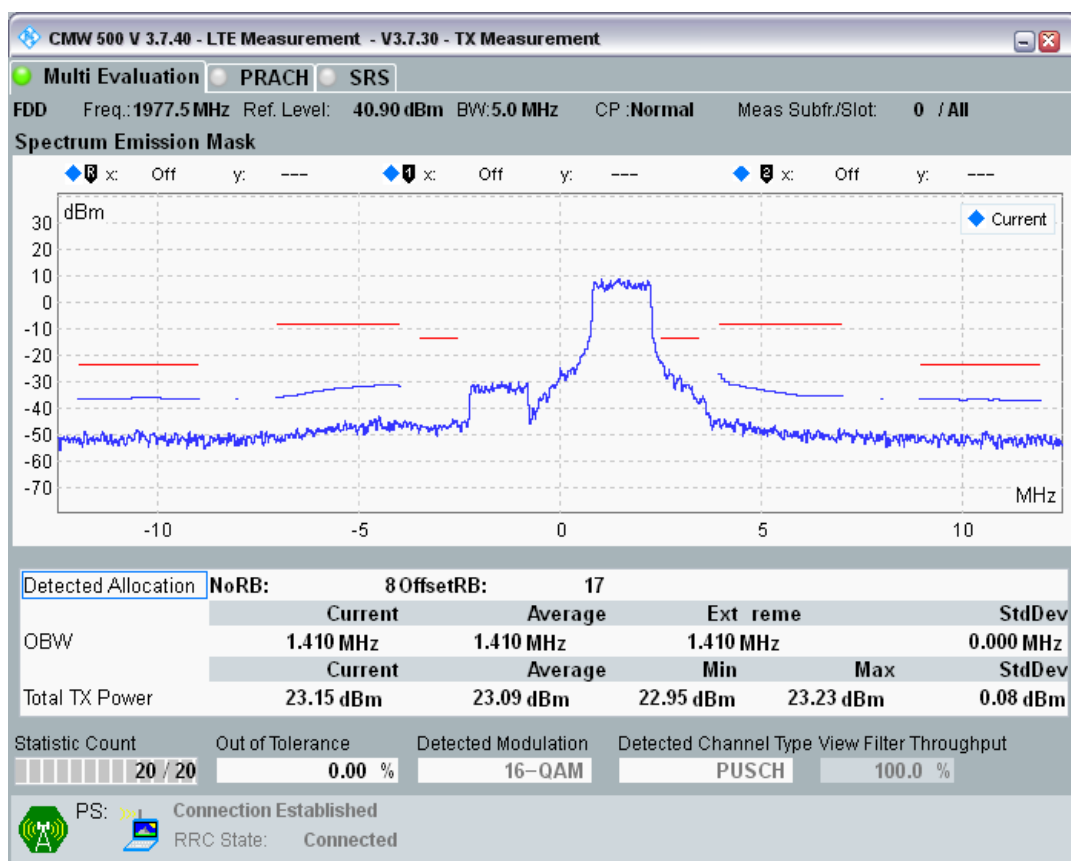 CMW 500 V 3.7.40 - LTE Measurement - V3.7.30 - TX Measurement
Multi Evaluation PRACH SRS
FDD Freq.: 1977.5 MHz Ref. Level: 40.90 dBm BW: 5.0 MHz CP : Normal Meas Subfr./Slot: 0 / All
Spectrum Emission Mask
R x: Off y: --- 1 x: Off y: --- 2 x: Off y: ---
dBm
Current
30
20
10
0
-10
-20
-30
-40
-50
-60
-70
MHz
-10 -5 0 5 10
Detected Allocation NoRB: 8 OffsetRB: 17
Current Average Ext reme StdDev
OBW 1.410 MHz 1.410 MHz 1.410 MHz 0.000 MHz
Current Average Min Max StdDev
Total TX Power 23.15 dBm 23.09 dBm 22.95 dBm 23.23 dBm 0.08 dBm
Statistic Count Out of Tolerance Detected Modulation Detected Channel Type View Filter Throughput
20 / 20 0.00 % 16-QAM PUSCH 100.0 %
PS: Connection Established
RRC State: Connected